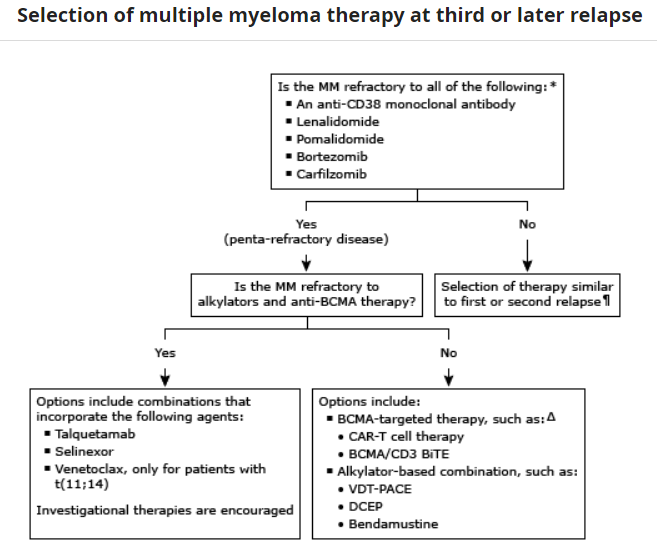 Selection of multiple myeloma therapy at third or later relapse
Is the MM refractory to all of the following:*
▪ An anti-CD38 monoclonal antibody
▪ Lenalidomide
▪ Pomalidomide
▪ Bortezomib
▪ Carfilzomib
Yes
(penta-refractory disease)
No
Is the MM refractory to
alkylators and anti-BCMA therapy?
Selection of therapy similar
to first or second relapse¶
Yes
No
Options include combinations that
incorporate the following agents:
▪ Talquetamab
▪ Selinexor
▪ Venetoclax, only for patients with
t(11;14)
Investigational therapies are encouraged
Options include:
▪ BCMA-targeted therapy, such as:Δ
• CAR-T cell therapy
• BCMA/CD3 BiTE
▪ Alkylator-based combination, such as:
• VDT-PACE
• DCEP
• Bendamustine